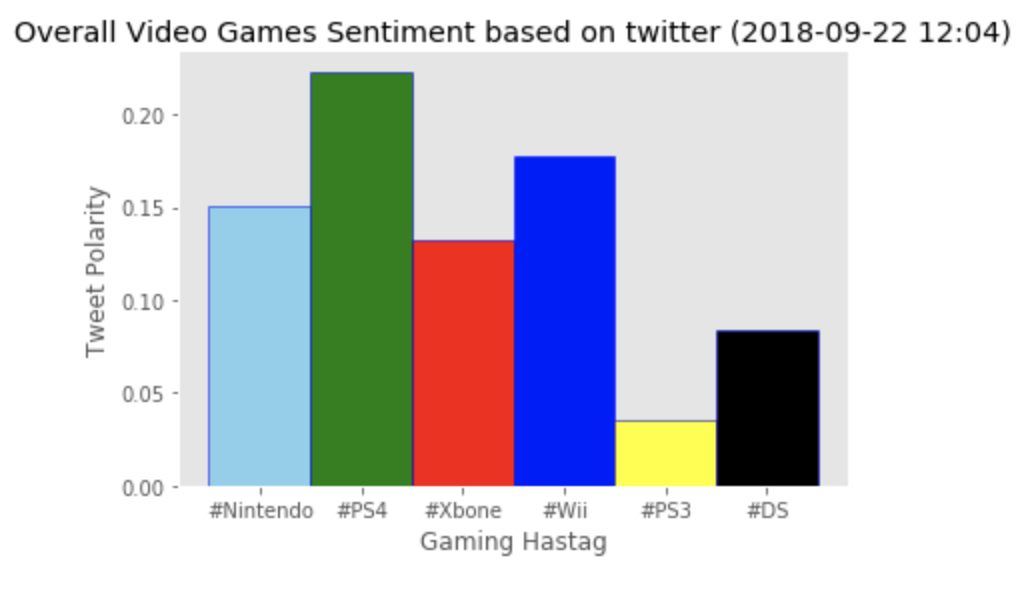 Overall Video Games Sentiment based on twitter (2018-09-22 12:04)
0.20
0.15
0.10
0.05
0.00
Tweet Polarity
#Nintendo #PS4 #Xbone #Wii #PS3 #DS
Gaming Hastag